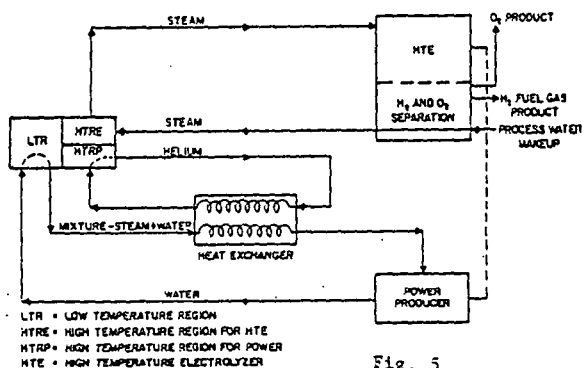 STEAM
O₂ PRODUCT
HTE
H₂ AND O₂
SEPARATION
H₂ FUEL GAS
PRODUCT
PROCESS WATER
MAKEUP
STEAM
LTR
HTRE
HTRP
HELIUM
MIXTURE-STEAM+WATER
HEAT EXCHANGER
POWER
PRODUCER
WATER
LTR = LOW TEMPERATURE REGION
HTRE = HIGH TEMPERATURE REGION FOR HTE
HTRP = HIGH TEMPERATURE REGION FOR POWER
HTE = HIGH TEMPERATURE ELECTROLYZER
Fig. 5